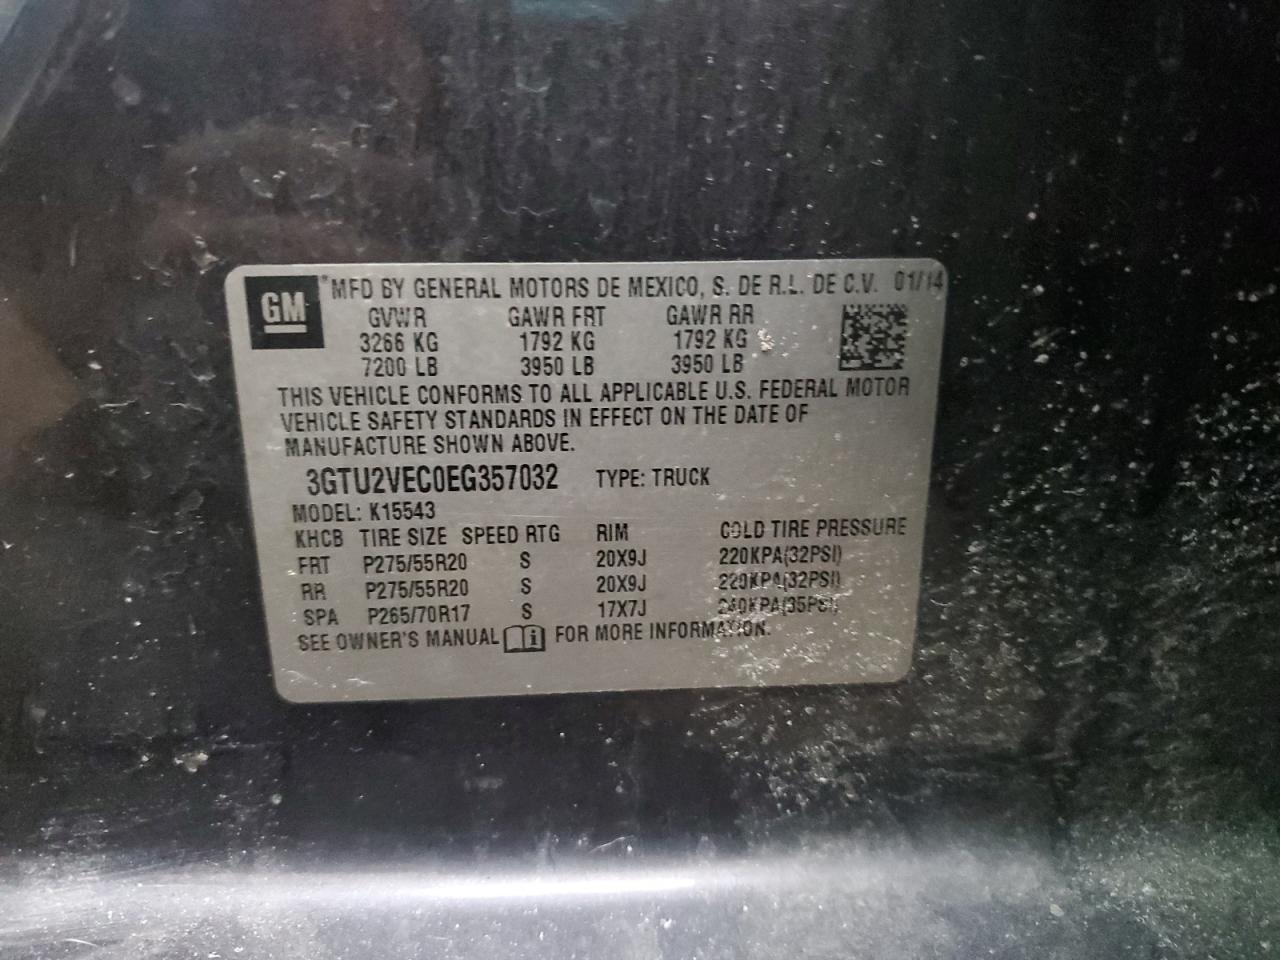 GM
MFD BY GENERAL MOTORS DE MEXICO, S. DE R.L. DE C.V. 01/14
GVWR GAWR FRT GAWR RR
3266 KG 1792 KG 1792 KG
7200 LB 3950 LB 3950 LB
THIS VEHICLE CONFORMS TO ALL APPLICABLE U.S. FEDERAL MOTOR
VEHICLE SAFETY STANDARDS IN EFFECT ON THE DATE OF
MANUFACTURE SHOWN ABOVE.
3GTU2VEC0EG357032 TYPE: TRUCK
MODEL: K15543
KHCB TIRE SIZE SPEED RTG RIM COLD TIRE PRESSURE
FRT P275/55R20 S 20X9J 220KPA(32PSI)
RR P275/55R20 S 20X9J 220KPA(32PSI)
SPA P265/70R17 S 17X7J 240KPA(35PSI)
SEE OWNER'S MANUAL i FOR MORE INFORMATION.